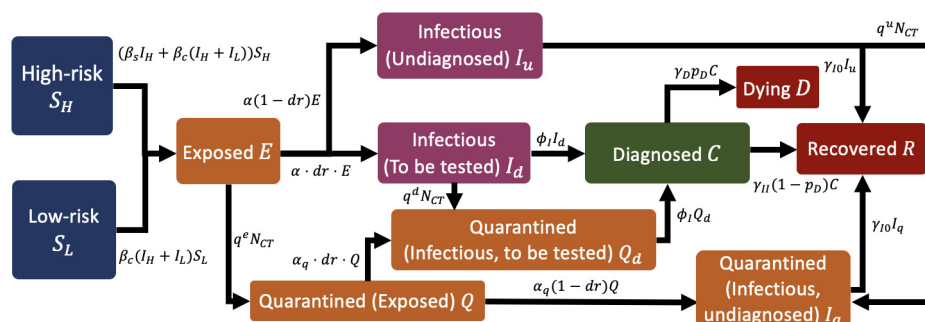 (β_s I_H + β_c(I_H + I_L))S_H
High-risk
S_H
Low-risk
S_L
β_c(I_H + I_L)S_L
Exposed E
α(1 − dr)E
α · dr · E
q^e N_CT
Infectious
(Undiagnosed) I_u
q^u N_CT
Infectious
(To be tested) I_d
ϕ_I I_d
q^d N_CT
γ_D p_D C
Dying D
γ_I0 I_u
Diagnosed C
Recovered R
γ_II(1 − p_D)C
ϕ_I Q_d
γ_I0 I_q
Quarantined
(Infectious, to be tested) Q_d
α_q · dr · Q
Quarantined (Exposed) Q
α_q(1 − dr)Q
Quarantined
(Infectious,
undiagnosed) I_q